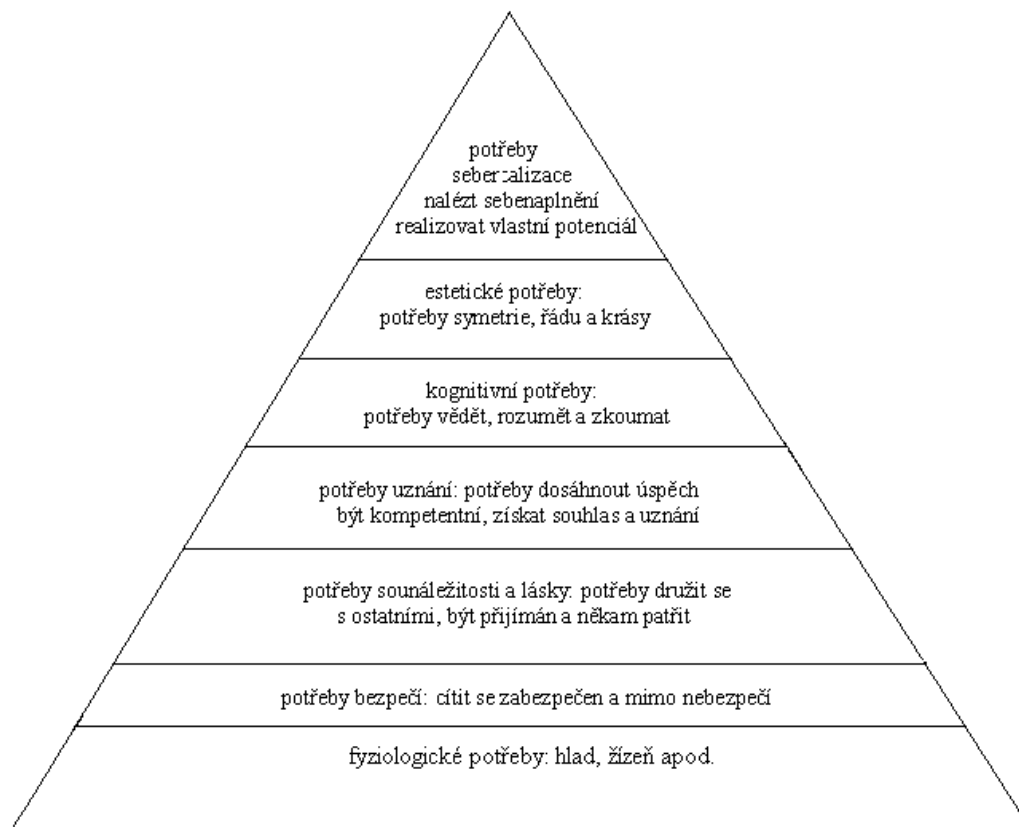 potřeby
seberealizace
nalézt sebenaplnění
realizovat vlastní potenciál
estetické potřeby:
potřeby symetrie, řádu a krásy
kognitivní potřeby:
potřeby vědět, rozumět a zkoumat
potřeby uznání: potřeby dosáhnout úspěch
být kompetentní, získat souhlas a uznání
potřeby sounáležitosti a lásky: potřeby družit se
s ostatními, být přijímán a někam patřit
potřeby bezpečí: cítit se zabezpečen a mimo nebezpečí
fyziologické potřeby: hlad, žízeň apod.